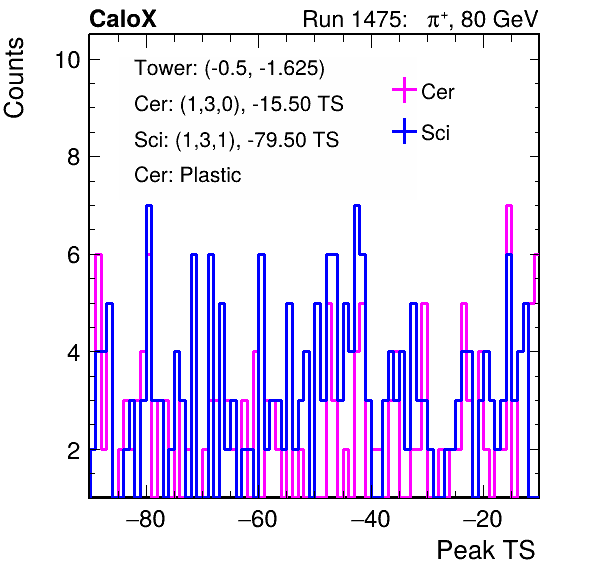 CaloX Run 1475: π⁺, 80 GeV
Counts
Tower: (-0.5, -1.625)
Cer: (1,3,0), -15.50 TS
Sci: (1,3,1), -79.50 TS
Cer: Plastic
Cer
Sci
10
8
6
4
2
−80 −60 −40 −20
Peak TS